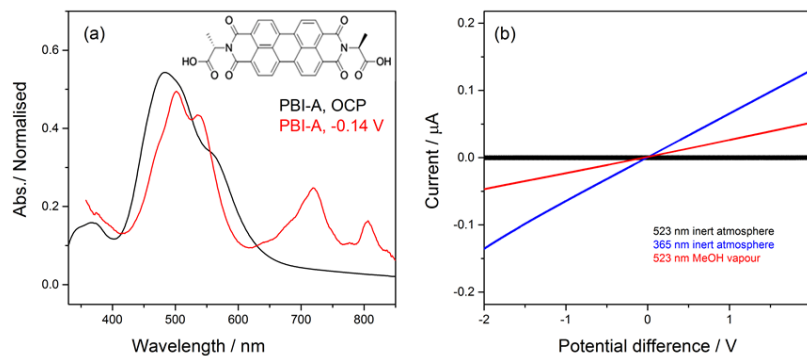 (a)
O
O
HO
N
N
OH
O
O
O
O
PBI-A, OCP
PBI-A, -0.14 V
Abs./ Normalised
0.6
0.4
0.2
0.0
400
500
600
700
800
Wavelength / nm
(b)
Current / μA
0.2
0.1
0.0
-0.1
-0.2
523 nm inert atmosphere
365 nm inert atmosphere
523 nm MeOH vapour
-2
-1
0
1
Potential difference / V